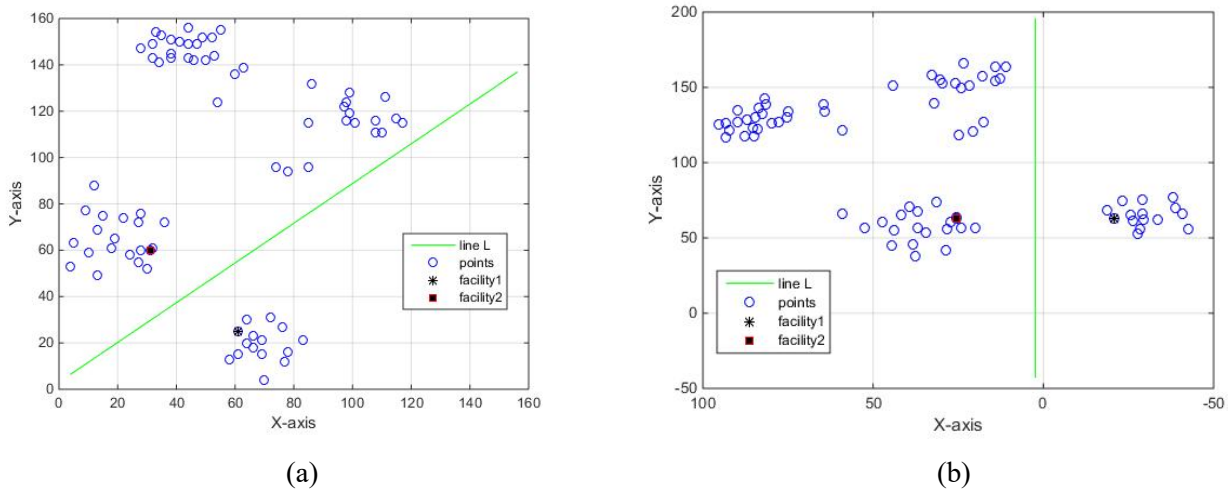 160
140
120
100
80
60
40
20
0
Y-axis
0 20 40 60 80 100 120 140 160
X-axis
line L
points
facility1
facility2
(a)
200
150
100
50
0
-50
Y-axis
100 50 0 -50
X-axis
line L
points
facility1
facility2
(b)